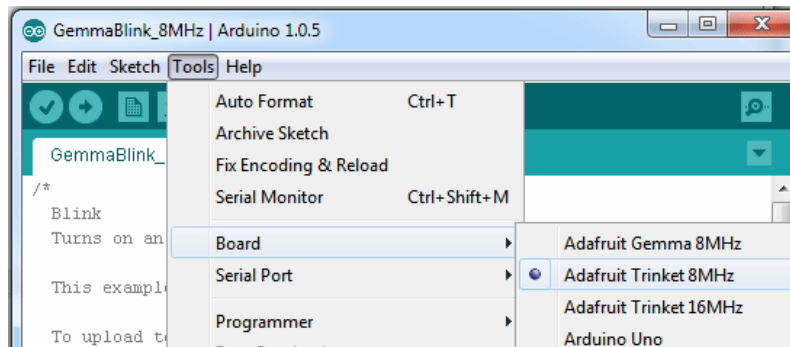 GemmaBlink_8MHz | Arduino 1.0.5
File Edit Sketch Tools Help
Auto Format Ctrl+T
Archive Sketch
GemmaBlink_
Fix Encoding & Reload
/*
Serial Monitor Ctrl+Shift+M
Blink
Turns on an
Board
Adafruit Gemma 8MHz
Serial Port
Adafruit Trinket 8MHz
This exampl
Adafruit Trinket 16MHz
Programmer
To upload t
Arduino Uno